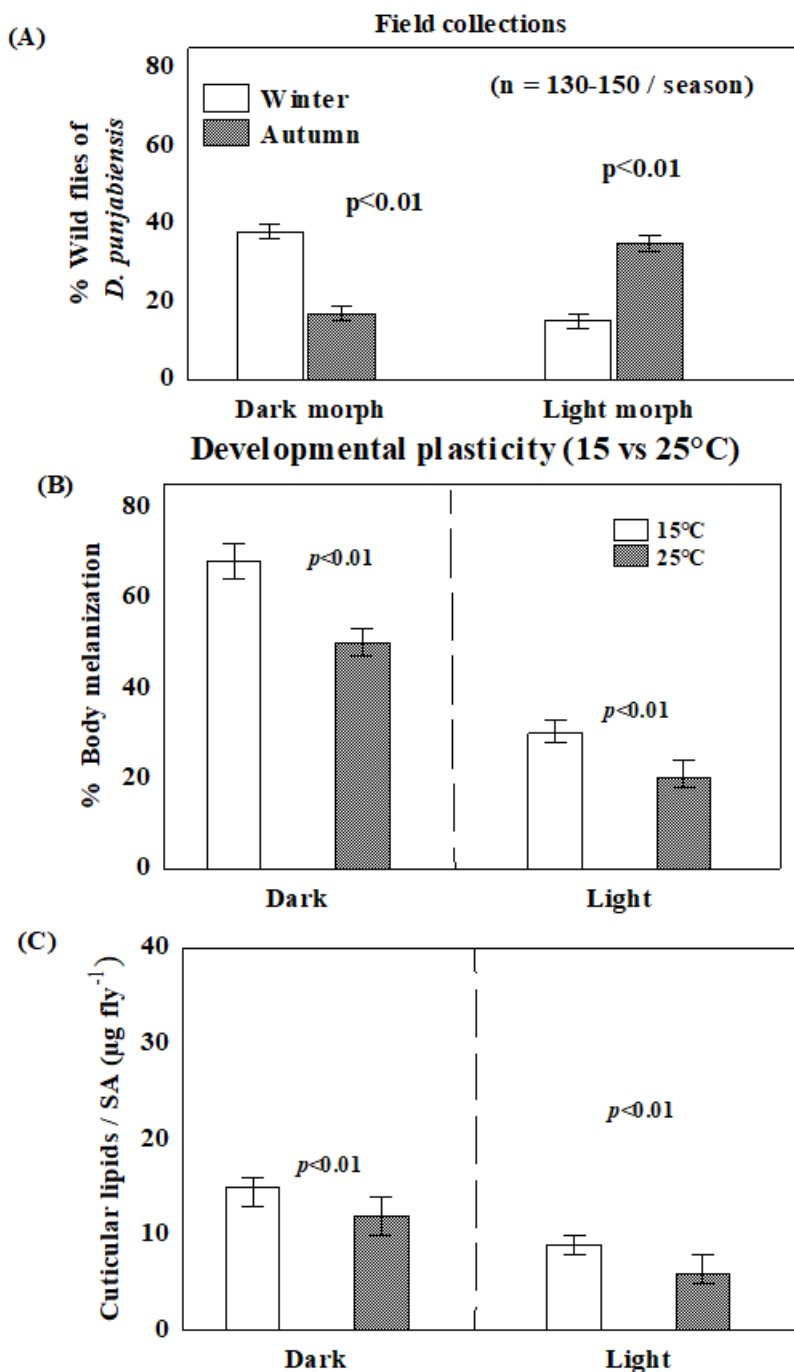 (A)
Field collections
80
60
40
20
0
% Wild flies of
D. punjabiensis
Winter
Autumn
(n = 130-150 / season)
p<0.01
p<0.01
Dark morph
Light morph
Developmental plasticity (15 vs 25°C)
(B)
80
60
40
20
0
% Body melanization
15°C
25°C
p<0.01
p<0.01
Dark
Light
(C)
40
30
20
10
0
Cuticular lipids / SA (µg fly⁻¹)
p<0.01
p<0.01
Dark
Light